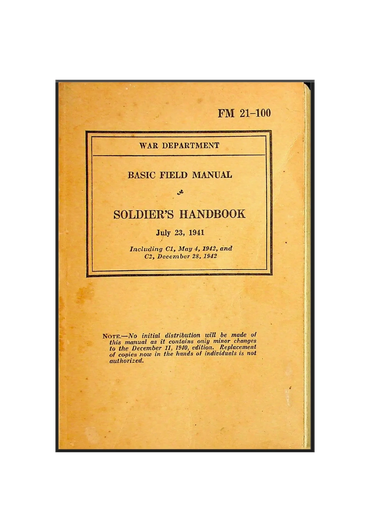 FM 21-100
WAR DEPARTMENT
BASIC FIELD MANUAL
SOLDIER'S HANDBOOK
July 23, 1941
Including C1, May 4, 1942, and
C2, December 28, 1942
NOTE.—No initial distribution will be made of
this manual as it contains only minor changes
to the December 11, 1940, edition. Replacement
of copies now in the hands of individuals is not
authorized.